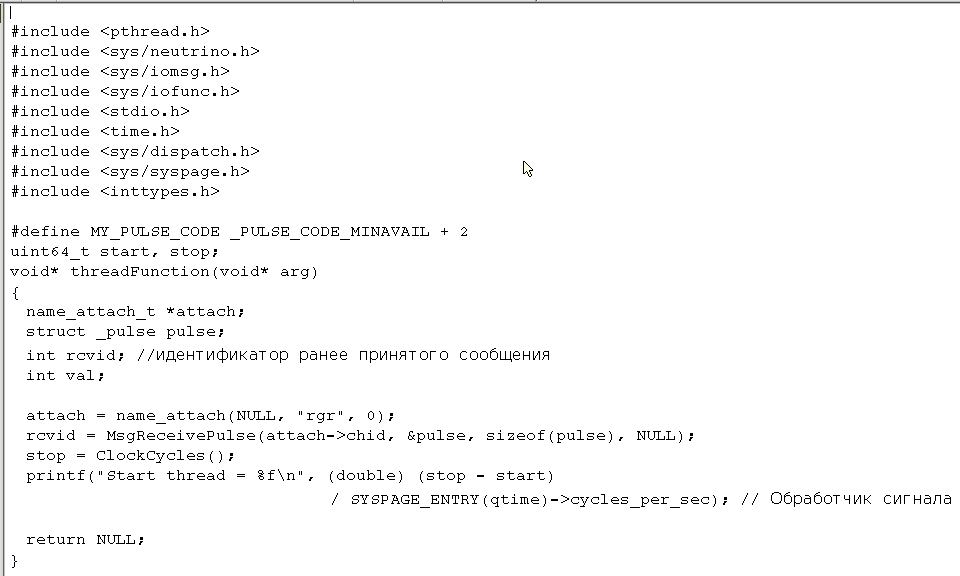 #include <pthread.h>
#include <sys/neutrino.h>
#include <sys/iomsg.h>
#include <sys/iofunc.h>
#include <stdio.h>
#include <time.h>
#include <sys/dispatch.h>
#include <sys/syspage.h>
#include <inttypes.h>

#define MY_PULSE_CODE _PULSE_CODE_MINAVAIL + 2
uint64_t start, stop;
void* threadFunction(void* arg)
{
  name_attach_t *attach;
  struct _pulse pulse;
  int rcvid; //идентификатор ранее принятого сообщения
  int val;

  attach = name_attach(NULL, "rgr", 0);
  rcvid = MsgReceivePulse(attach->chid, &pulse, sizeof(pulse), NULL);
  stop = ClockCycles();
  printf("Start thread = %f\n", (double) (stop - start)
                                / SYSPAGE_ENTRY(qtime)->cycles_per_sec); // Обработчик сигнала

  return NULL;
}